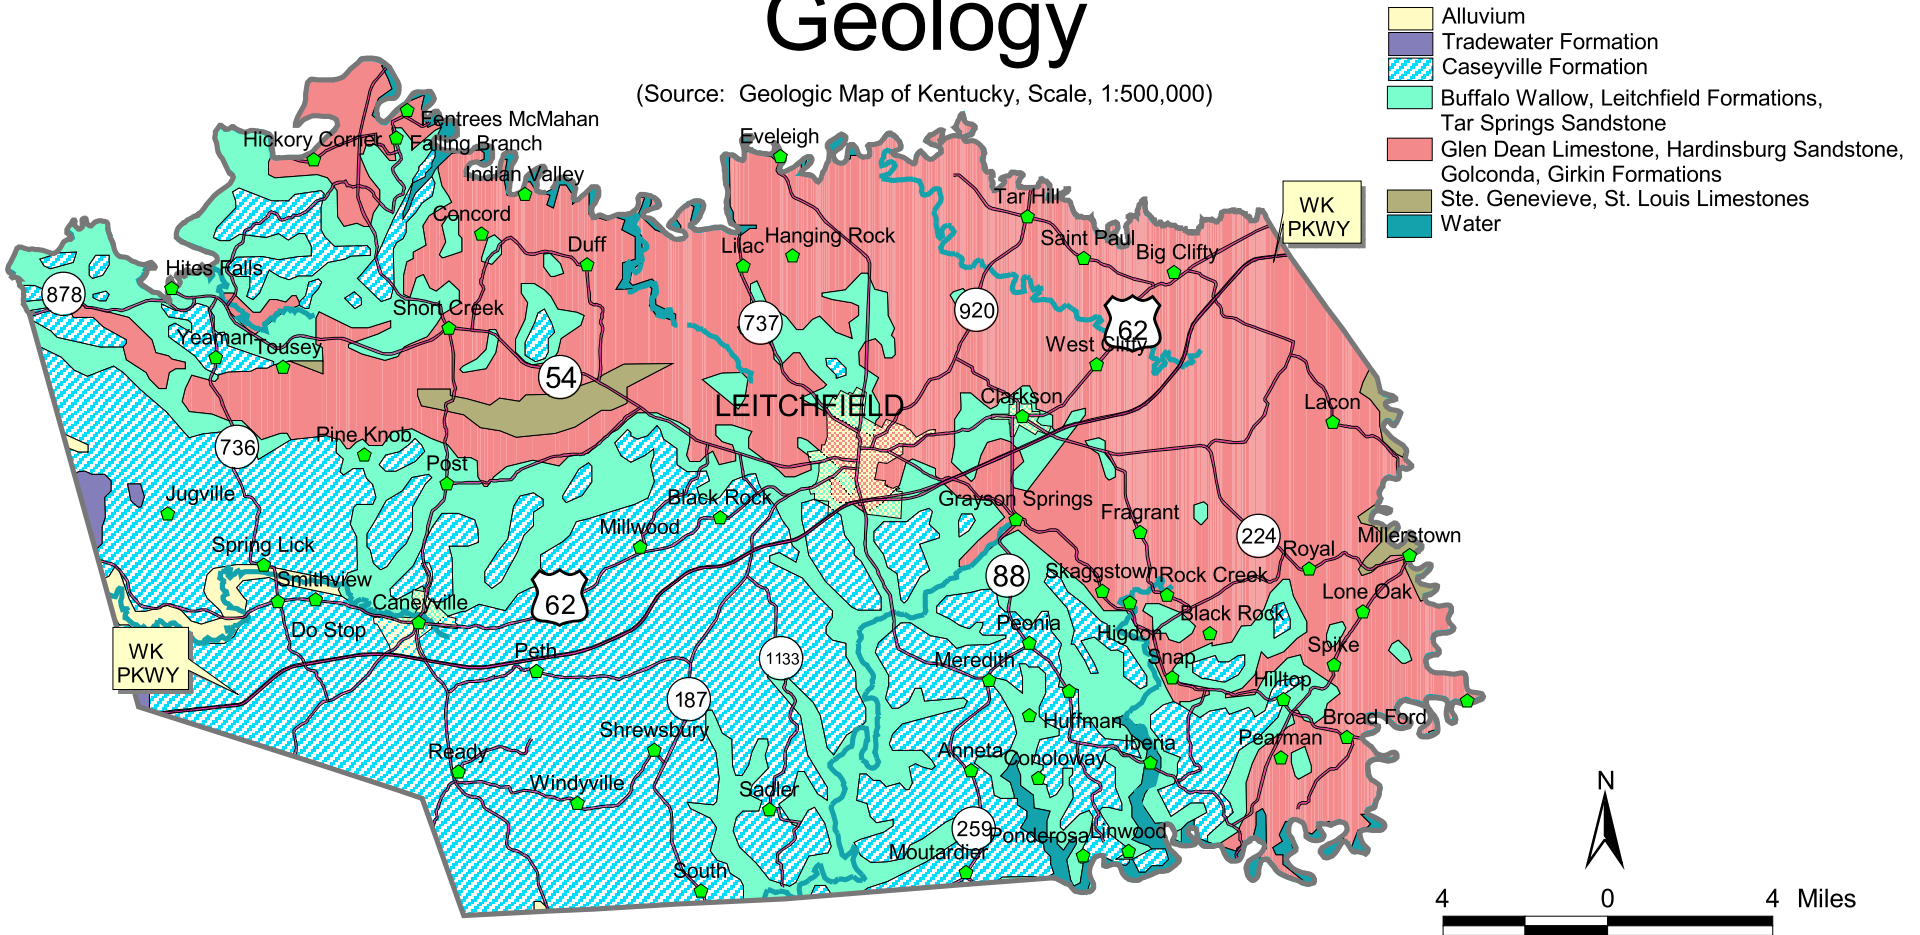 Geology
(Source: Geologic Map of Kentucky, Scale, 1:500,000)
Alluvium
Tradewater Formation
Caseyville Formation
Buffalo Wallow, Leitchfield Formations,
Tar Springs Sandstone
Glen Dean Limestone, Hardinsburg Sandstone,
Golconda, Girkin Formations
Ste. Genevieve, St. Louis Limestones
Water
Fentrees McMahan
Hickory Corner
Falling Branch
Eveleigh
Indian Valley
Tar Hill
WK
PKWY
Concord
Duff
Lilac
Hanging Rock
Saint Paul
Big Clifty
Hites Falls
878
Short Creek
737
920
62
Yeaman
Tousey
West Clifty
54
LEITCHFIELD
Clarkson
Lacon
736
Pine Knob
Post
Jugville
Black Rock
Grayson Springs
Fragrant
Millwood
224
Millerstown
Spring Lick
Royal
Smithview
88
Skaggstown
Rock Creek
Lone Oak
Caneyville
62
Black Rock
Do Stop
Peonia
Higdon
WK
PKWY
Peth
1133
Meredith
Snap
Spike
Hilltop
187
Huffman
Broad Ford
Shrewsbury
Iberia
Pearman
Ready
Anneta
Conoloway
Windyville
Sadler
259
Ponderosa
Linwood
Moutardier
South
N
4 0 4 Miles